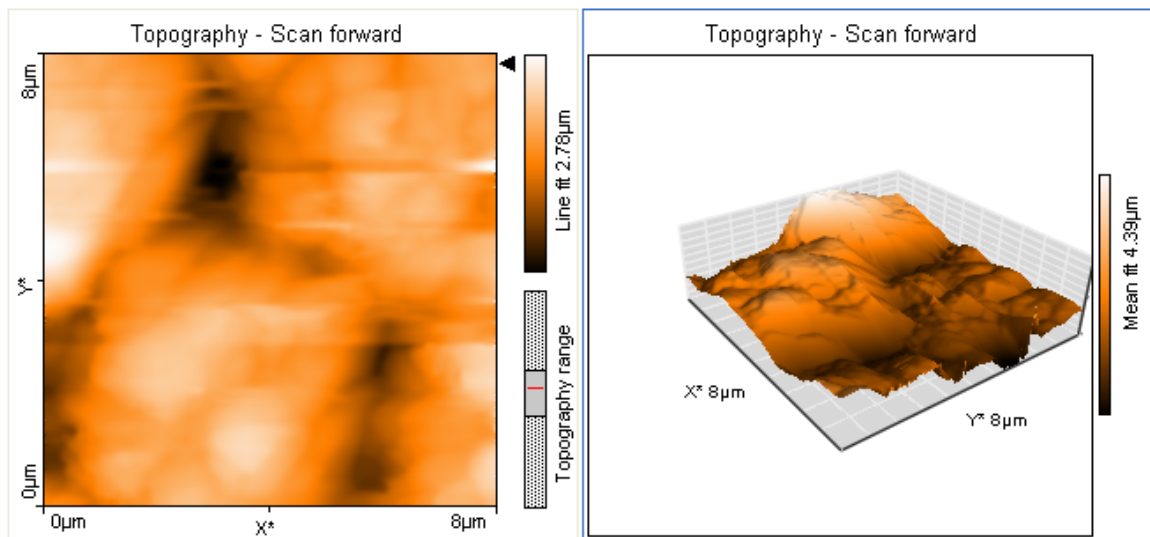 Topography - Scan forward
8µm
Y*
0µm
0µm
X*
8µm
Line fit 2.78µm
Topography range
Topography - Scan forward
X* 8µm
Y* 8µm
Mean fit 4.39µm